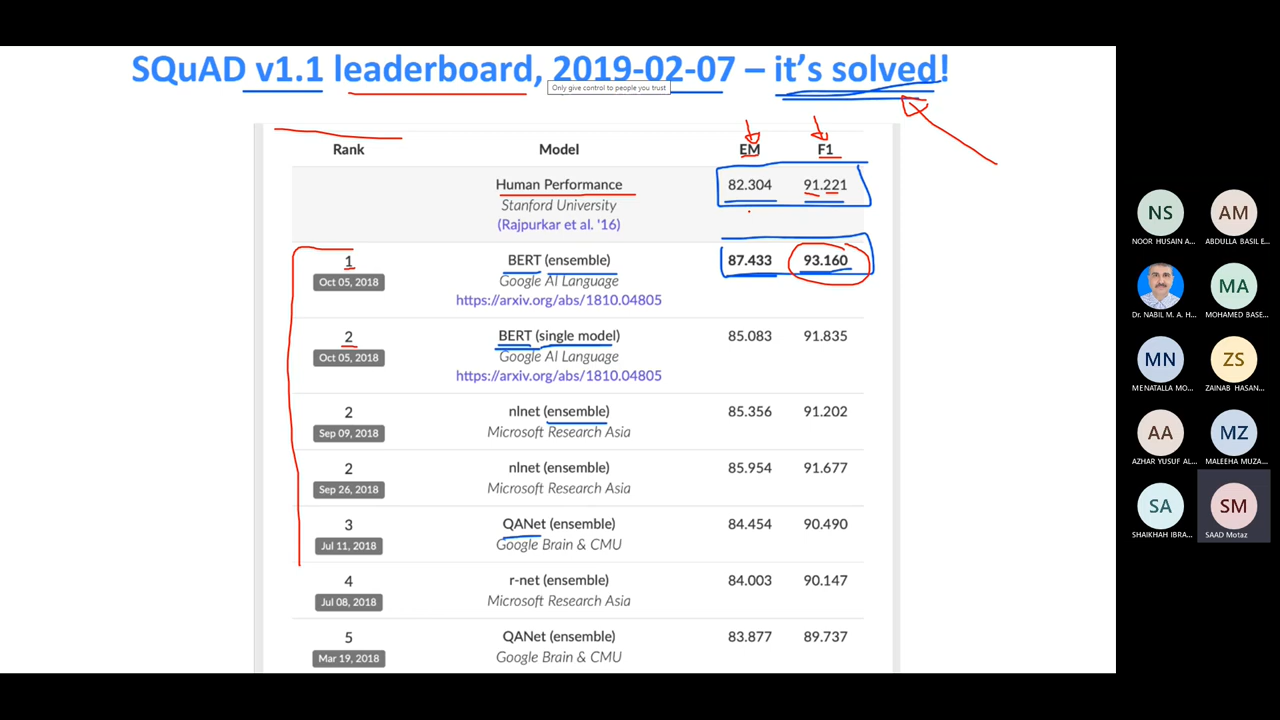 SQuAD v1.1 leaderboard, 2019-02-07 – it's solved!
Only give control to people you trust.
Rank Model EM F1
Human Performance 82.304 91.221
Stanford University
(Rajpurkar et al. '16)
1 BERT (ensemble) 87.433 93.160
Oct 05, 2018 Google AI Language
https://arxiv.org/abs/1810.04805
2 BERT (single model) 85.083 91.835
Oct 05, 2018 Google AI Language
https://arxiv.org/abs/1810.04805
2 nlnet (ensemble) 85.356 91.202
Sep 09, 2018 Microsoft Research Asia
2 nlnet (ensemble) 85.954 91.677
Sep 26, 2018 Microsoft Research Asia
3 QANet (ensemble) 84.454 90.490
Jul 11, 2018 Google Brain & CMU
4 r-net (ensemble) 84.003 90.147
Jul 08, 2018 Microsoft Research Asia
5 QANet (ensemble) 83.877 89.737
Mar 19, 2018 Google Brain & CMU
NS AM
NOOR HUSAIN A... ABDULLA BASIL E...
MA
Dr. NABIL M. A. H... MOHAMED BASE...
MN ZS
MENATALLA MO... ZAINAB HASAN...
AA MZ
AZHAR YUSUF AL... MALEEHA MUZA...
SA SM
SHAIKHAH IBRA... SAAD Motaz